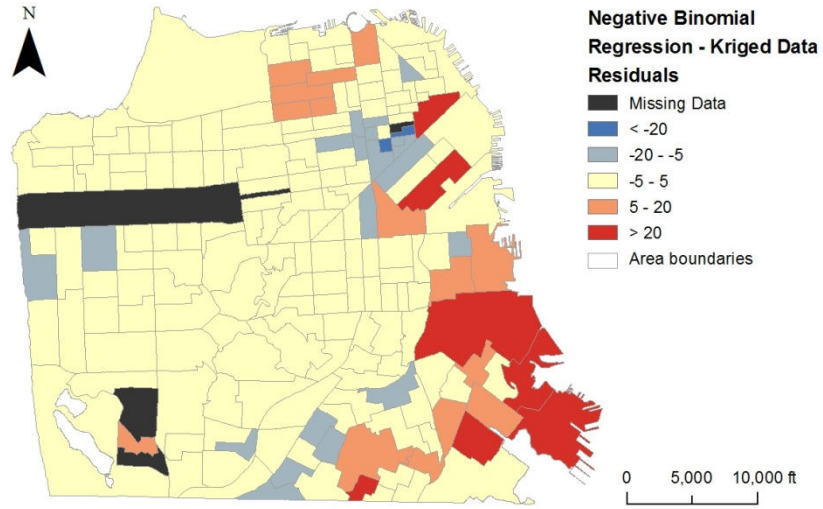 N
Negative Binomial
Regression - Kriged Data
Residuals
Missing Data
< -20
-20 - -5
-5 - 5
5 - 20
> 20
Area boundaries
0 5,000 10,000 ft